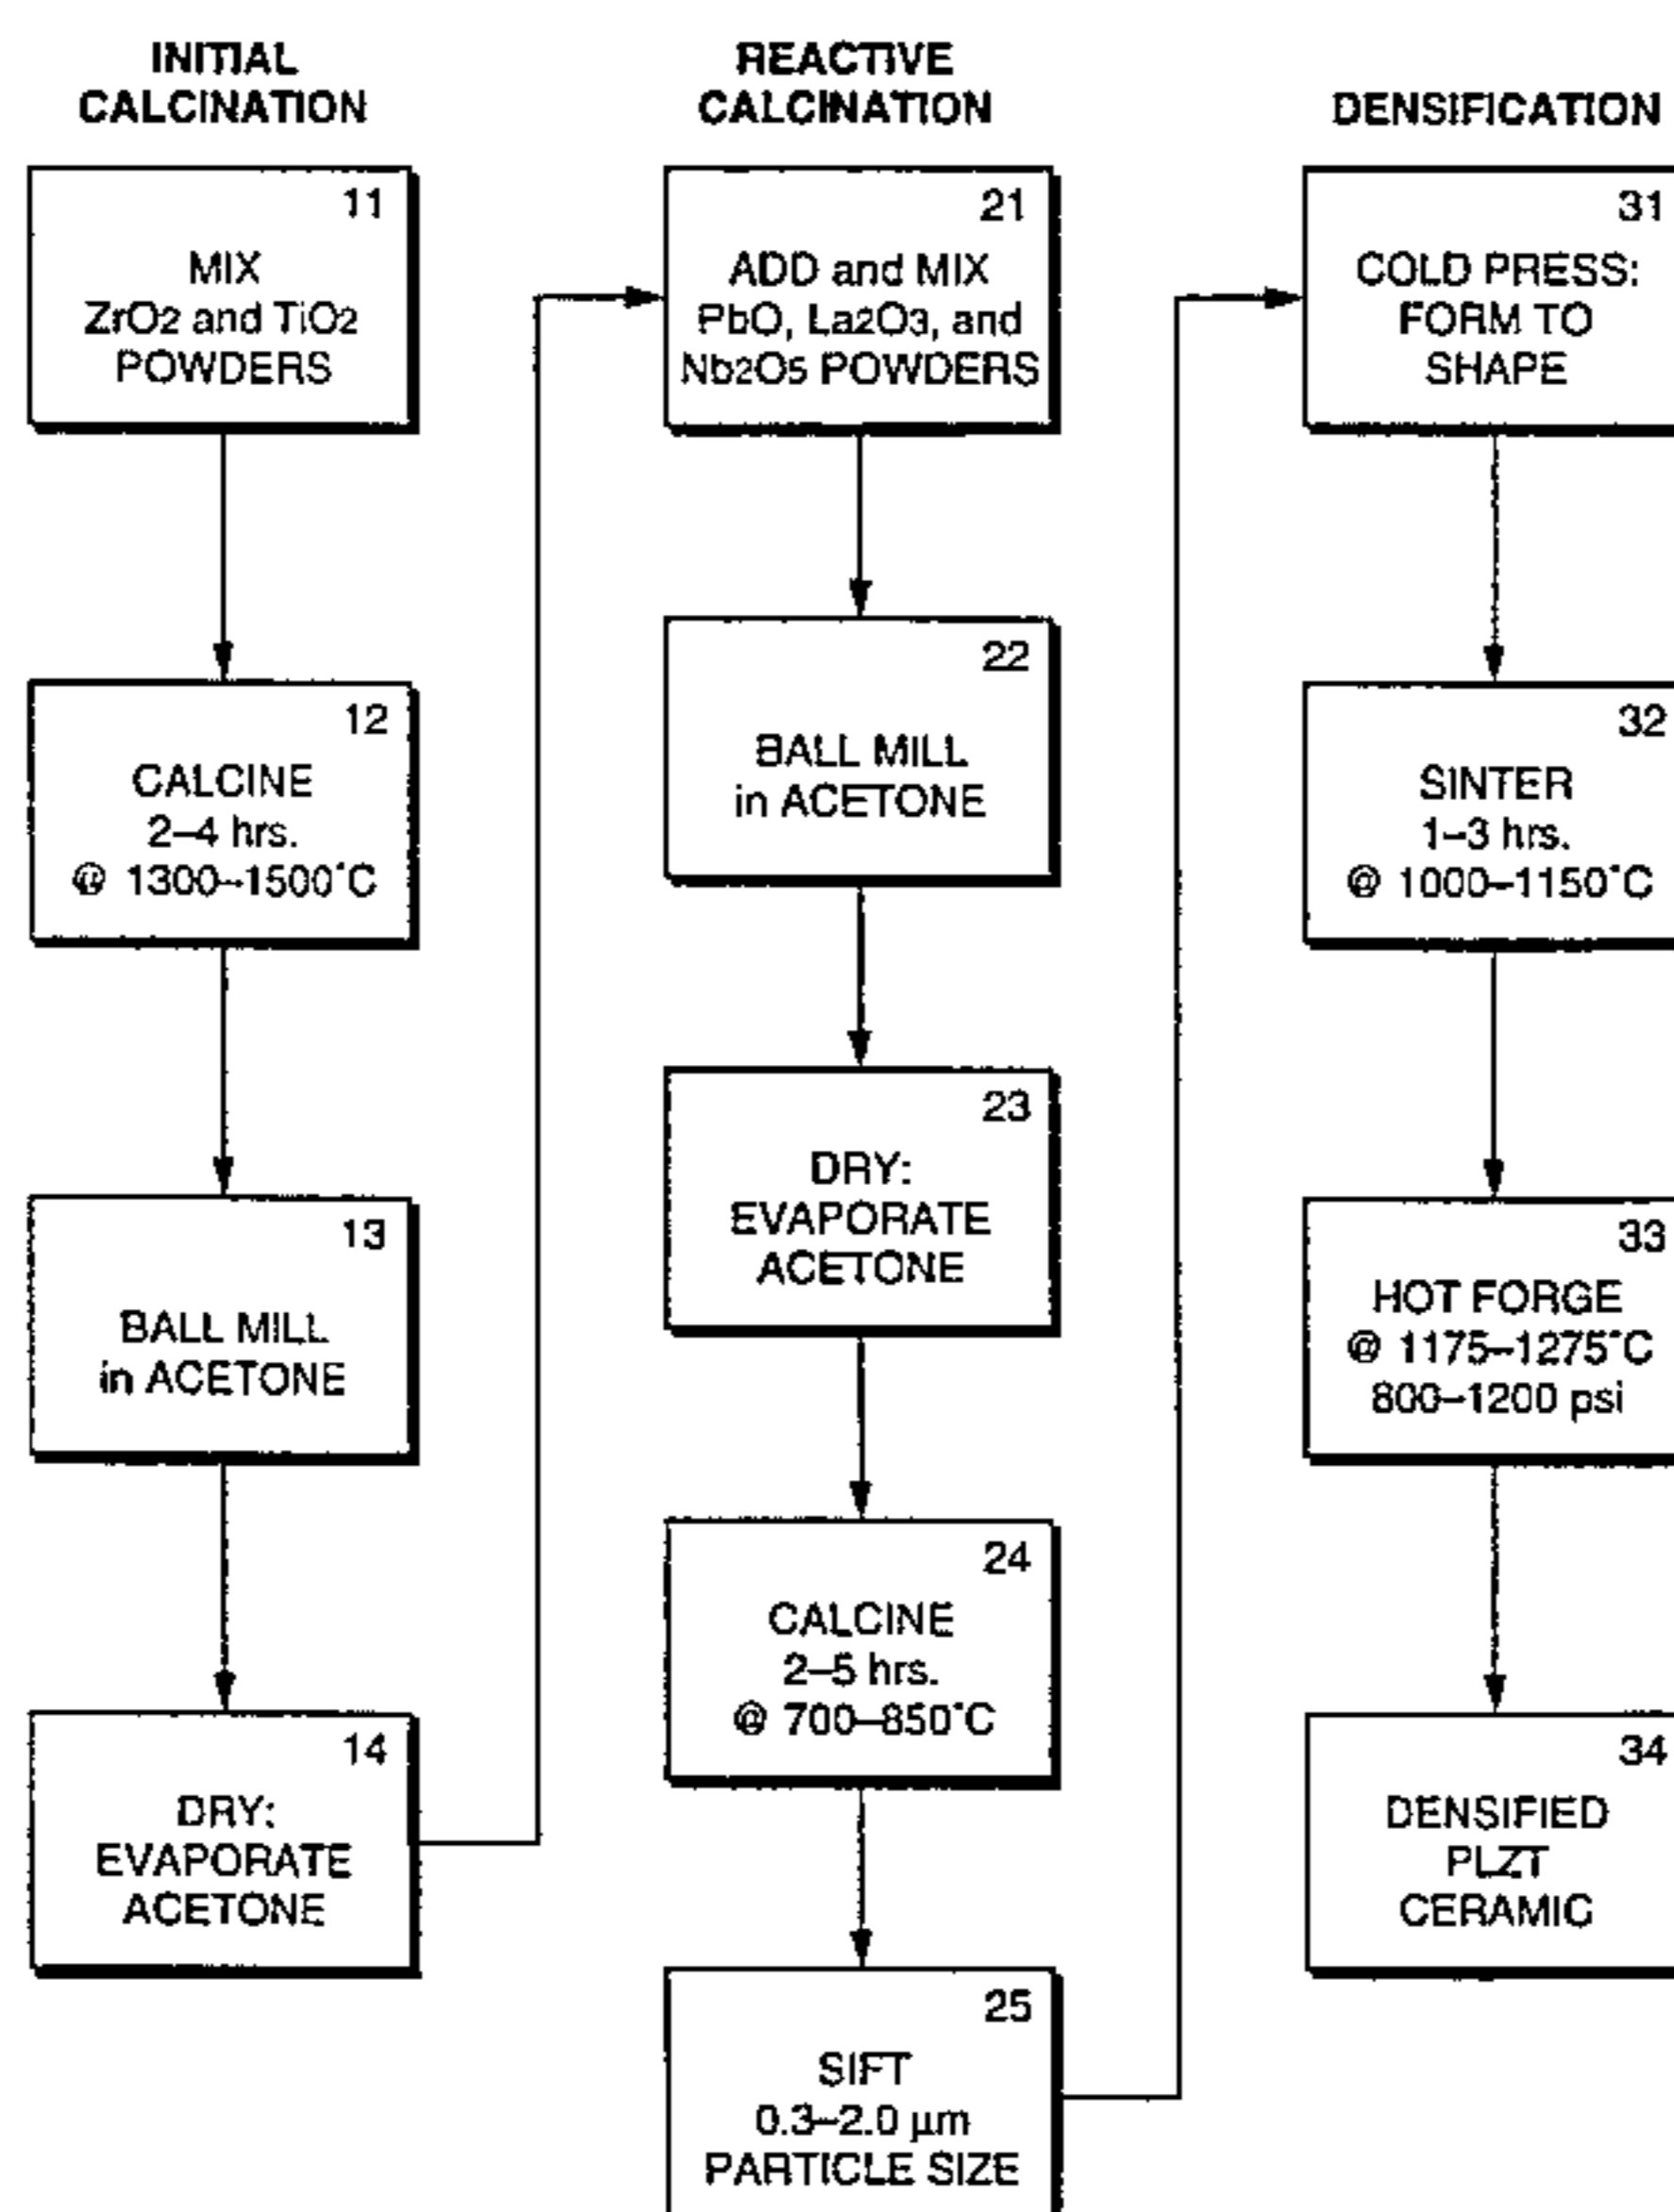 INITIAL
CALCINATION
11
MIX
ZrO2 and TiO2
POWDERS
12
CALCINE
2–4 hrs.
@ 1300–1500°C
13
BALL MILL
in ACETONE
14
DRY:
EVAPORATE
ACETONE
REACTIVE
CALCINATION
21
ADD and MIX
PbO, La2O3, and
Nb2O5 POWDERS
22
BALL MILL
in ACETONE
23
DRY:
EVAPORATE
ACETONE
24
CALCINE
2–5 hrs.
@ 700–850°C
25
SIFT
0.3–2.0 µm
PARTICLE SIZE
DENSIFICATION
31
COLD PRESS:
FORM TO
SHAPE
32
SINTER
1–3 hrs.
@ 1000–1150°C
33
HOT FORGE
@ 1175–1275°C
800–1200 psi
34
DENSIFIED
PLZT
CERAMIC